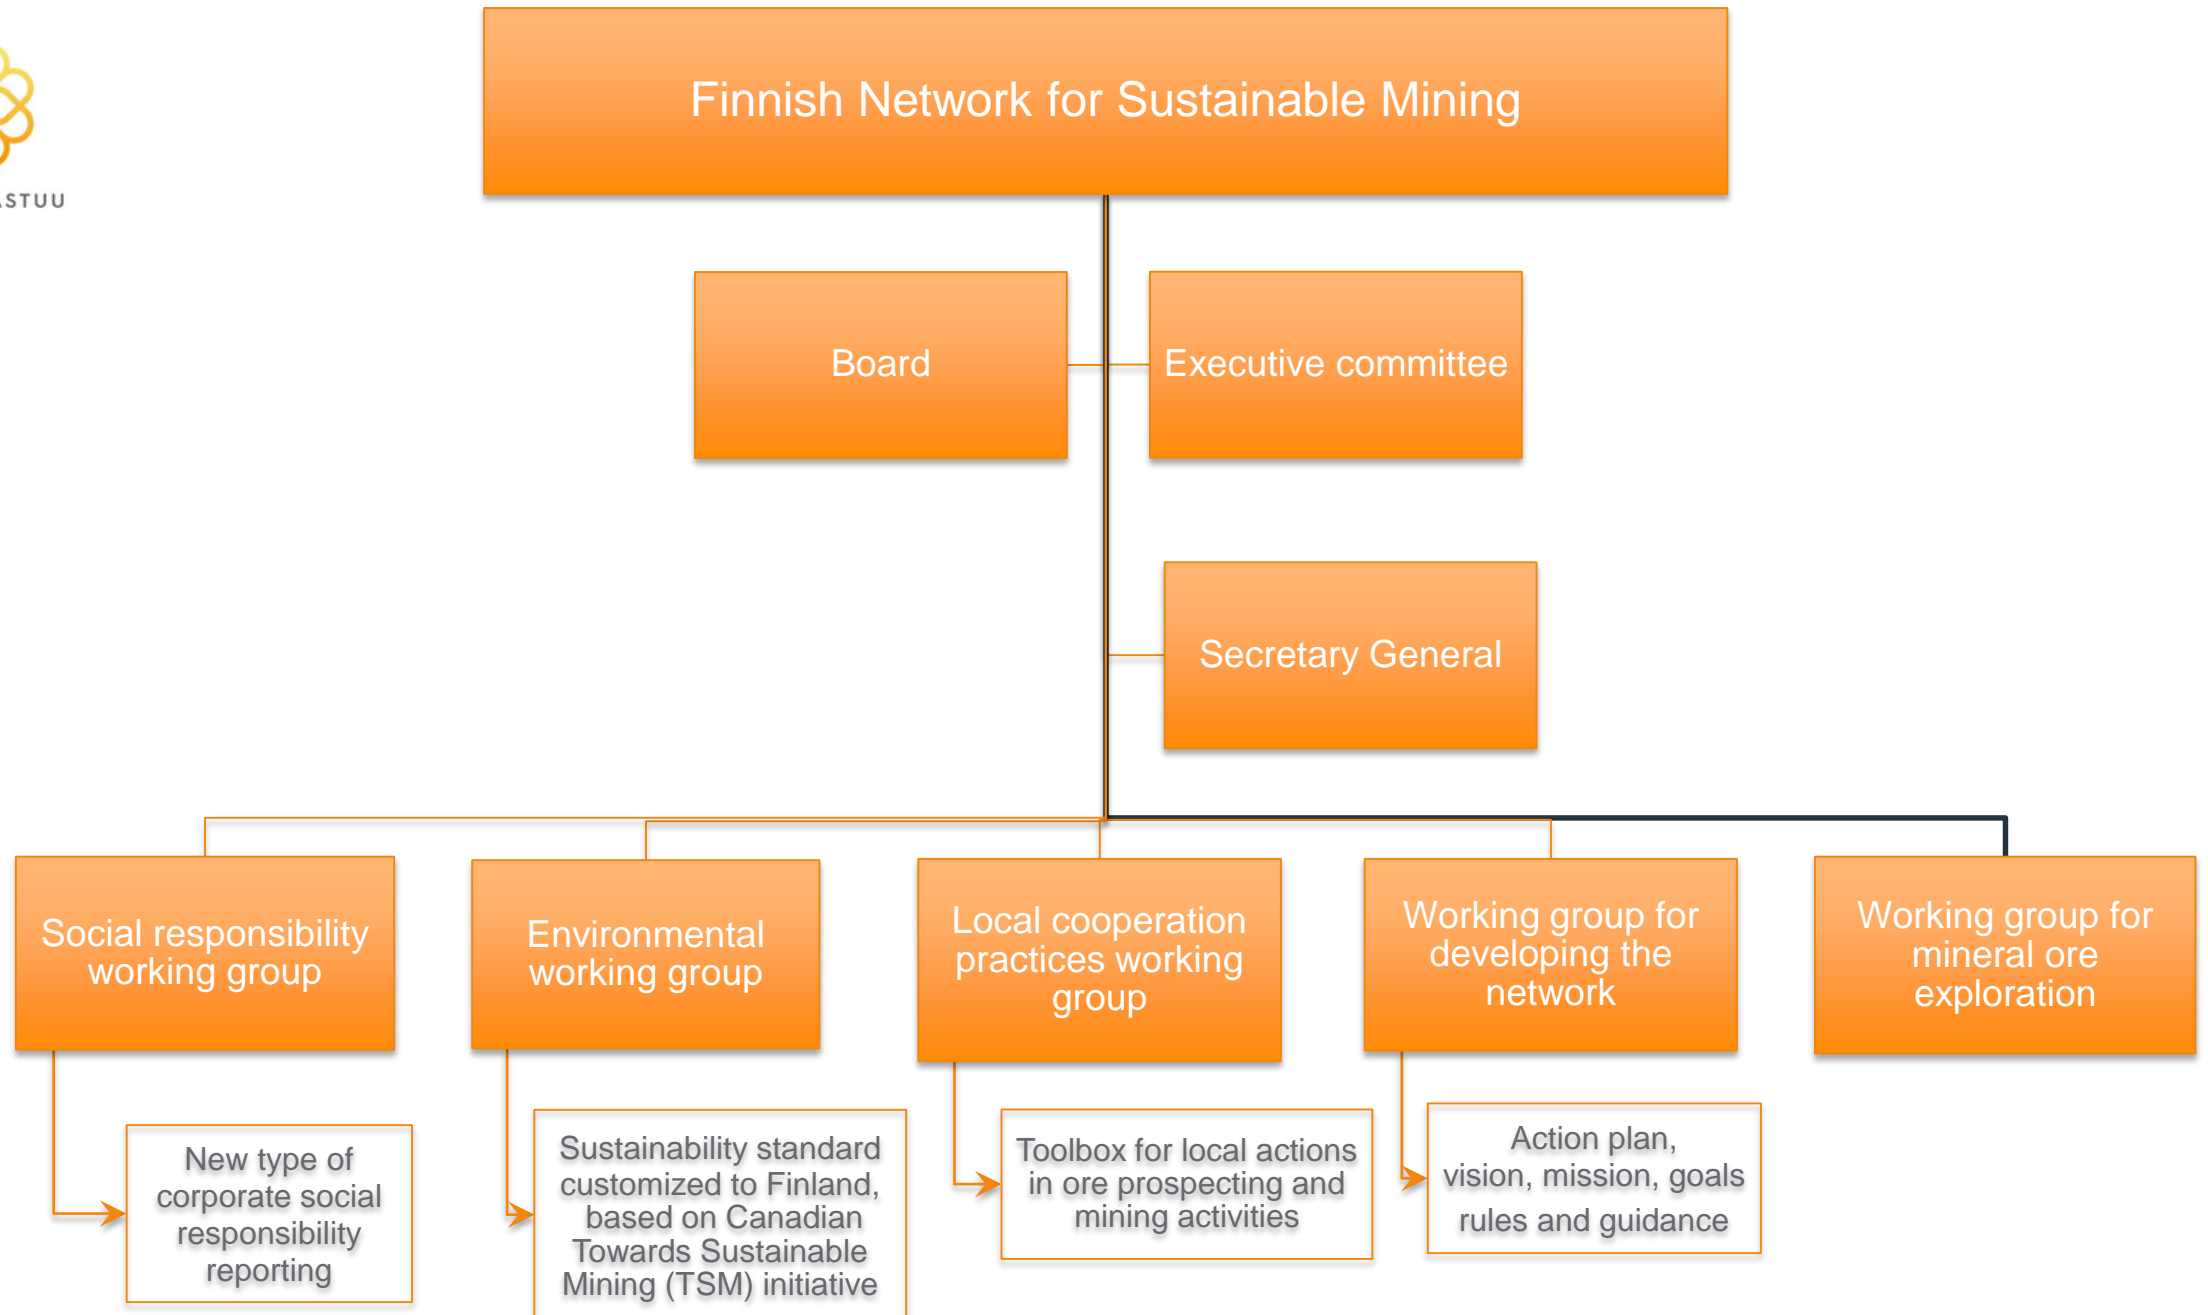 Finnish Network for Sustainable Mining
ASTUU
Board
Executive committee
Secretary General
Social responsibility
working group
Environmental
working group
Local cooperation
practices working
group
Working group for
developing the
network
Working group for
mineral ore
exploration
New type of
corporate social
responsibility
reporting
Sustainability standard
customized to Finland,
based on Canadian
Towards Sustainable
Mining (TSM) initiative
Toolbox for local actions
in ore prospecting and
mining activities
Action plan,
vision, mission, goals
rules and guidance